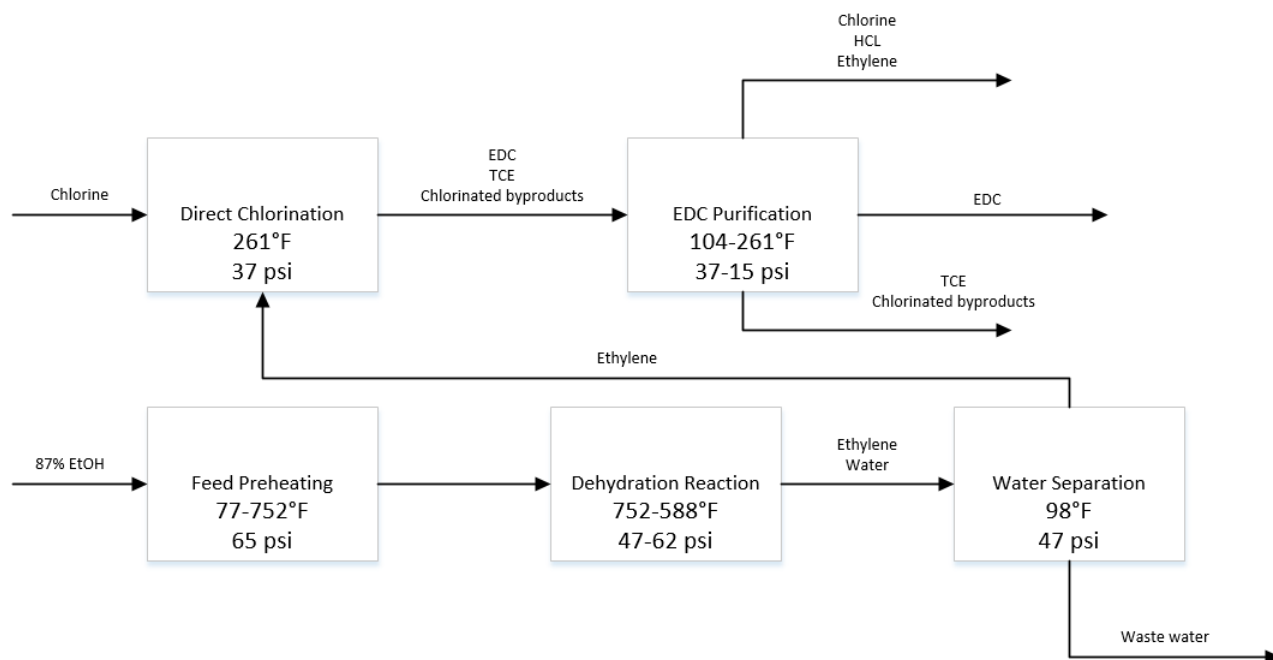 Chlorine
HCL
Ethylene
Chlorine
Direct Chlorination
261°F
37 psi
EDC
TCE
Chlorinated byproducts
EDC Purification
104-261°F
37-15 psi
EDC
TCE
Chlorinated byproducts
Ethylene
87% EtOH
Feed Preheating
77-752°F
65 psi
Dehydration Reaction
752-588°F
47-62 psi
Ethylene
Water
Water Separation
98°F
47 psi
Waste water